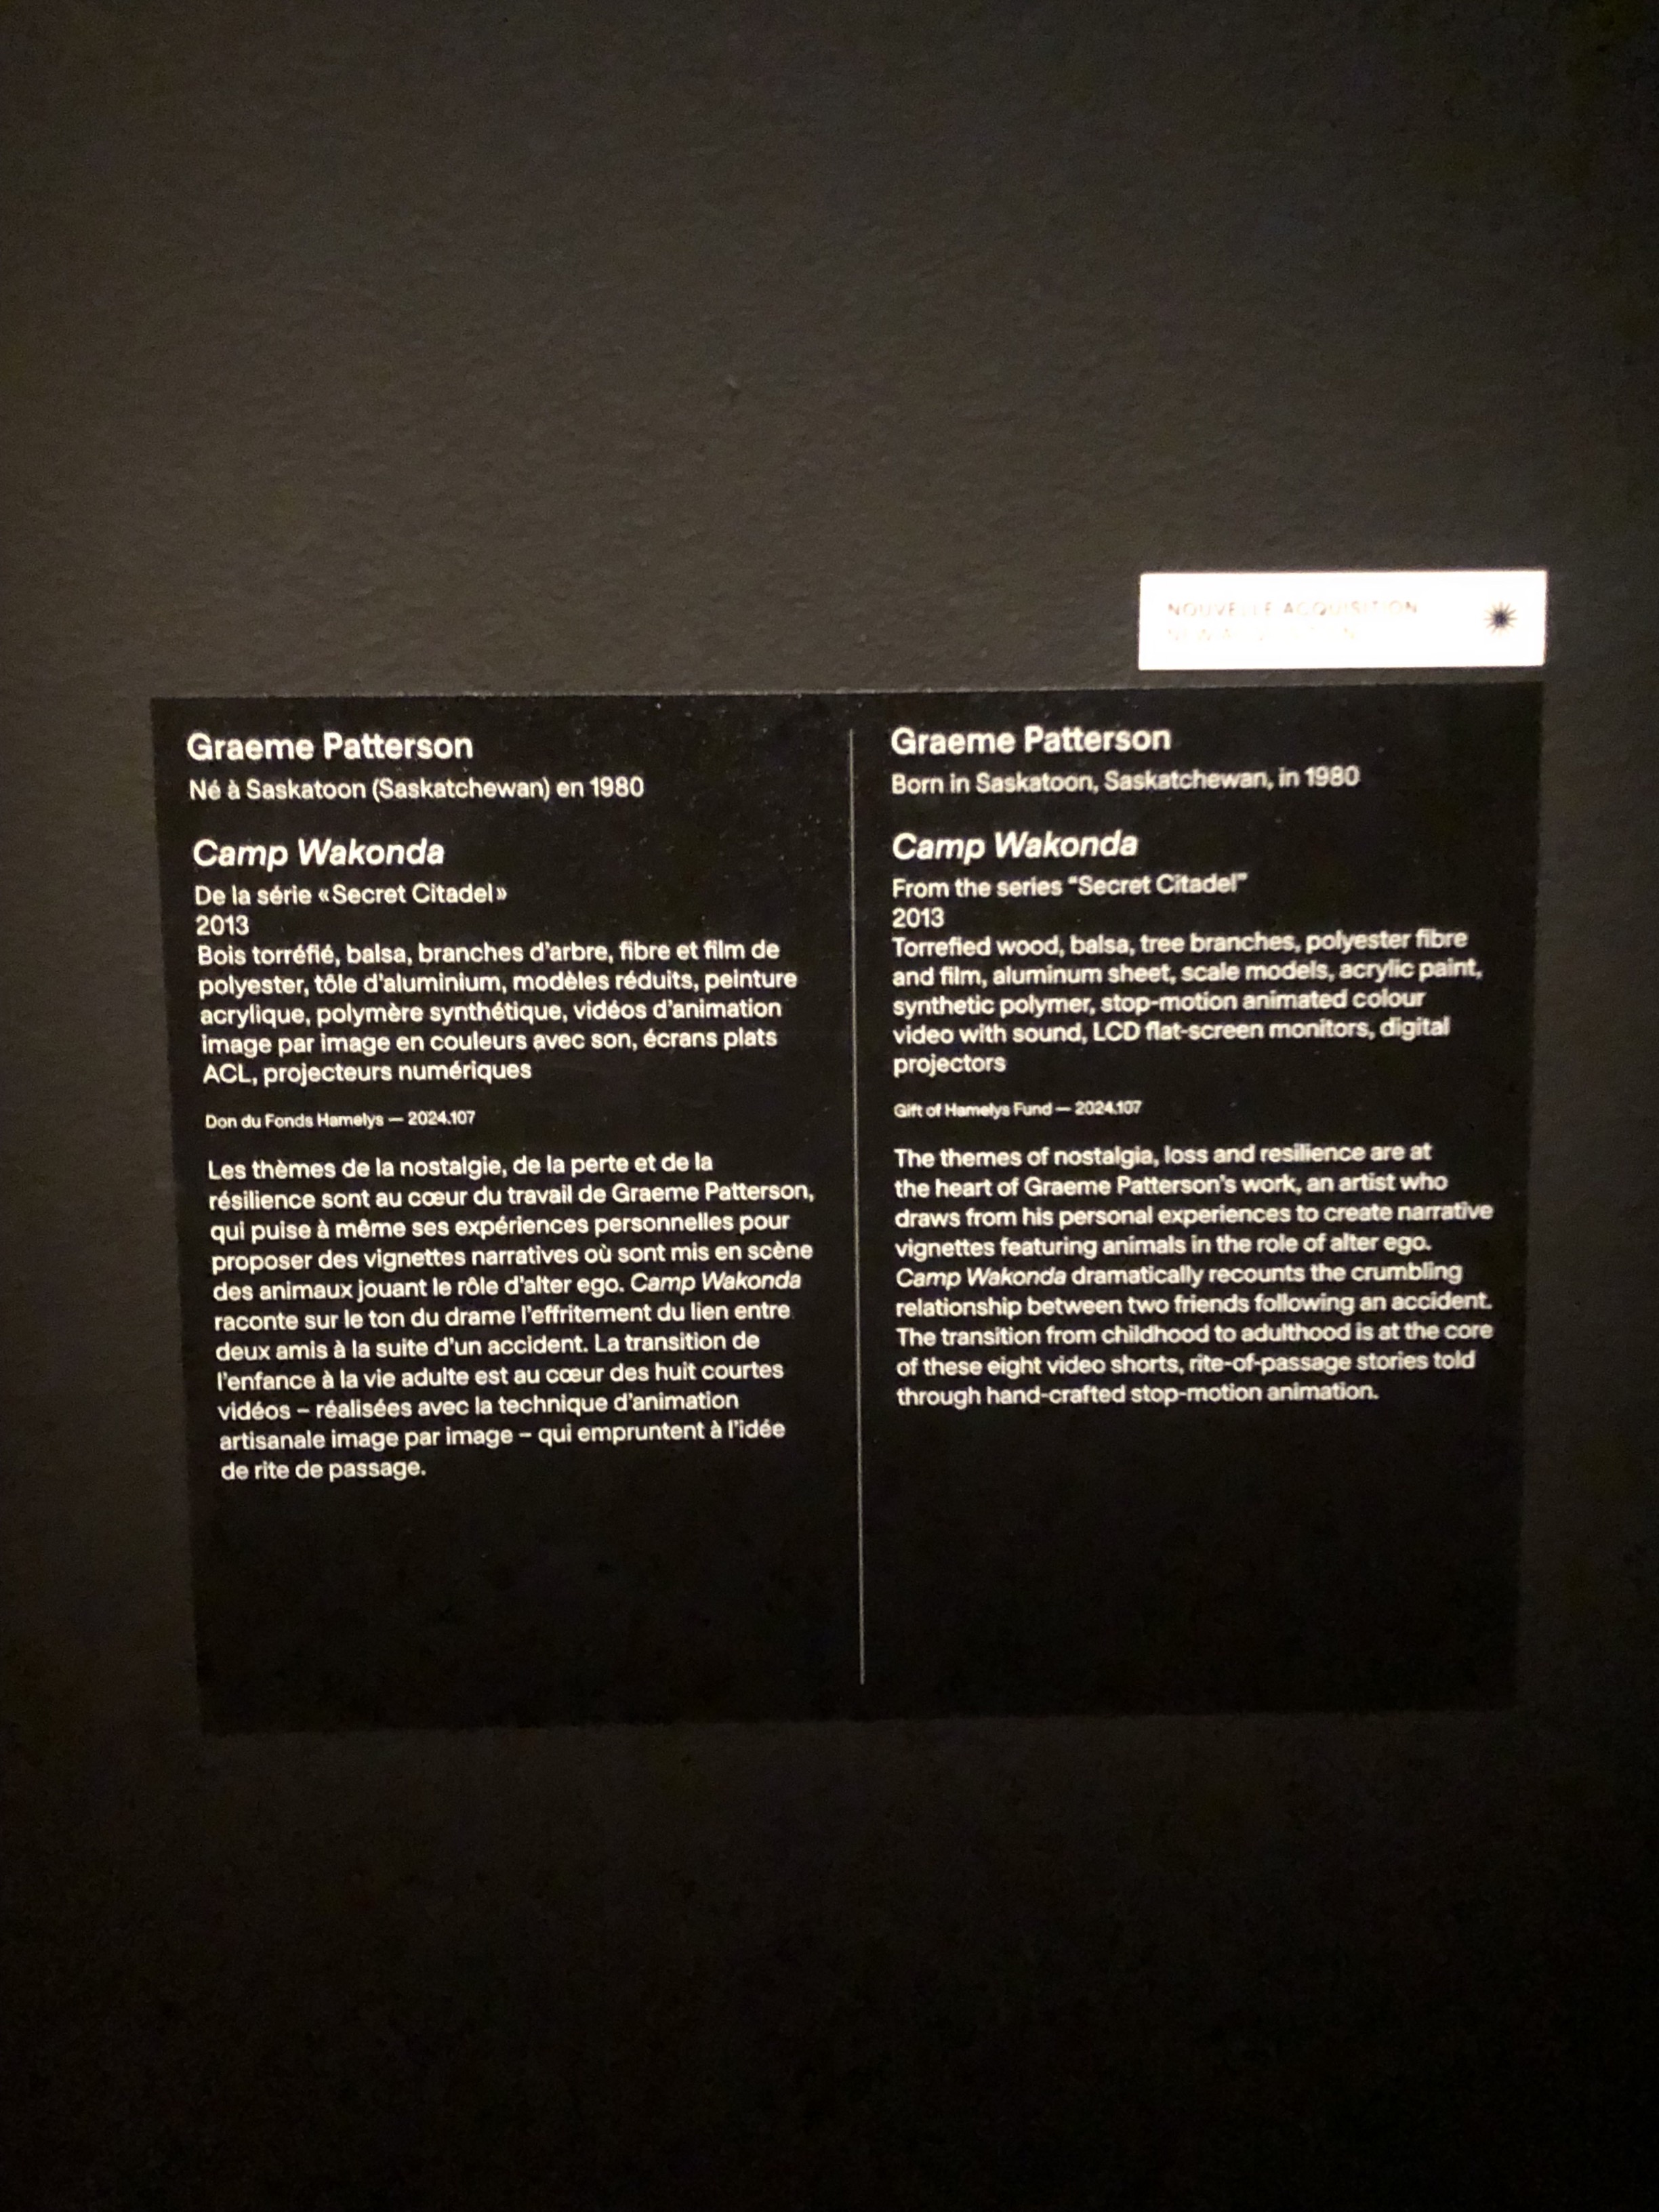 NOUVELLE ACQUISITION
Graeme Patterson
Né à Saskatoon (Saskatchewan) en 1980
Camp Wakonda
De la série «Secret Citadel»
2013
Bois torréfié, balsa, branches d'arbre, fibre et film de
polyester, tôle d'aluminium, modèles réduits, peinture
acrylique, polymère synthétique, vidéos d'animation
image par image en couleurs avec son, écrans plats
ACL, projecteurs numériques
Don du Fonds Hamelys — 2024.107
Les thèmes de la nostalgie, de la perte et de la
résilience sont au cœur du travail de Graeme Patterson,
qui puise à même ses expériences personnelles pour
proposer des vignettes narratives où sont mis en scène
des animaux jouant le rôle d'alter ego. Camp Wakonda
raconte sur le ton du drame l'effritement du lien entre
deux amis à la suite d'un accident. La transition de
l'enfance à la vie adulte est au cœur des huit courtes
vidéos – réalisées avec la technique d'animation
artisanale image par image – qui empruntent à l'idée
de rite de passage.
Graeme Patterson
Born in Saskatoon, Saskatchewan, in 1980
Camp Wakonda
From the series “Secret Citadel”
2013
Torrefied wood, balsa, tree branches, polyester fibre
and film, aluminum sheet, scale models, acrylic paint,
synthetic polymer, stop-motion animated colour
video with sound, LCD flat-screen monitors, digital
projectors
Gift of Hamelys Fund — 2024.107
The themes of nostalgia, loss and resilience are at
the heart of Graeme Patterson's work, an artist who
draws from his personal experiences to create narrative
vignettes featuring animals in the role of alter ego.
Camp Wakonda dramatically recounts the crumbling
relationship between two friends following an accident.
The transition from childhood to adulthood is at the core
of these eight video shorts, rite-of-passage stories told
through hand-crafted stop-motion animation.